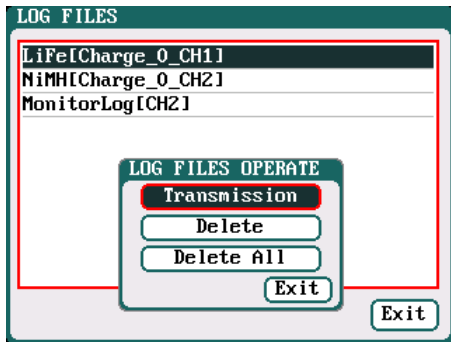 LOG FILES
LiFe[Charge_0_CH1]
NiMH[Charge_0_CH2]
MonitorLog[CH2]
LOG FILES OPERATE
Transmission
Delete
Delete All
Exit
Exit